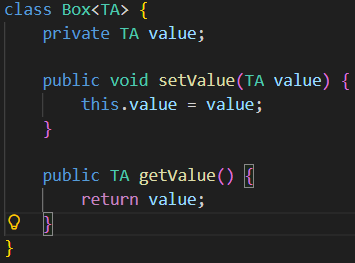 class Box<TA> {
    private TA value;

    public void setValue(TA value) {
        this.value = value;
    }

    public TA getValue() {
        return value;
    }
}